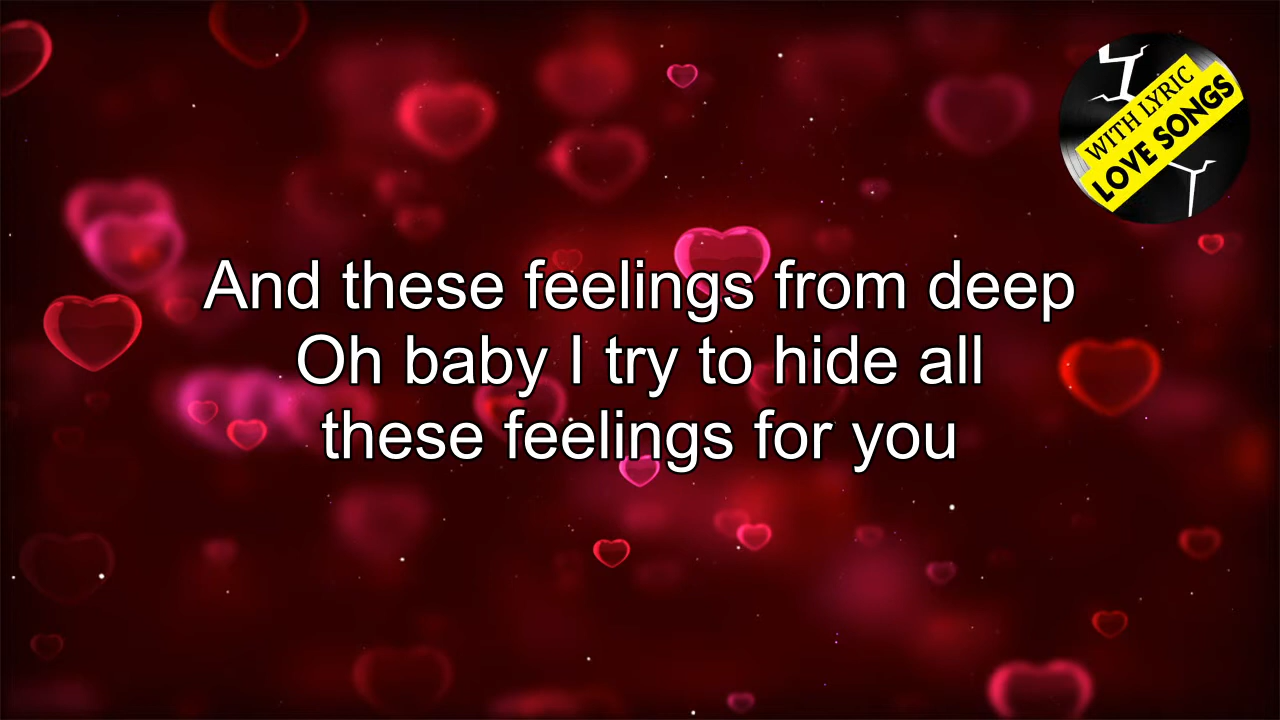 WITH LYRIC
LOVE SONGS
And these feelings from deep
Oh baby I try to hide all
these feelings for you